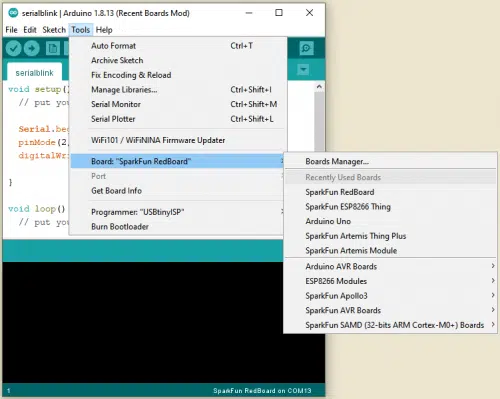 serialblink | Arduino 1.8.13 (Recent Boards Mod)
File Edit Sketch Tools Help
serialblink
void setup()
// put you
Serial.be
pinMode(2,
digitalWri
}
void loop()
// put you
Auto Format Ctrl+T
Archive Sketch
Fix Encoding & Reload
Manage Libraries... Ctrl+Shift+I
Serial Monitor Ctrl+Shift+M
Serial Plotter Ctrl+Shift+L
WiFi101 / WiFiNINA Firmware Updater
Board: "SparkFun RedBoard"
Port
Get Board Info
Programmer: "USBtinyISP"
Burn Bootloader
Boards Manager...
Recently Used Boards
SparkFun RedBoard
SparkFun ESP8266 Thing
Arduino Uno
SparkFun Artemis Thing Plus
SparkFun Artemis Module
Arduino AVR Boards
ESP8266 Modules
SparkFun Apollo3
SparkFun AVR Boards
SparkFun SAMD (32-bits ARM Cortex-M0+) Boards
1 SparkFun RedBoard on COM13